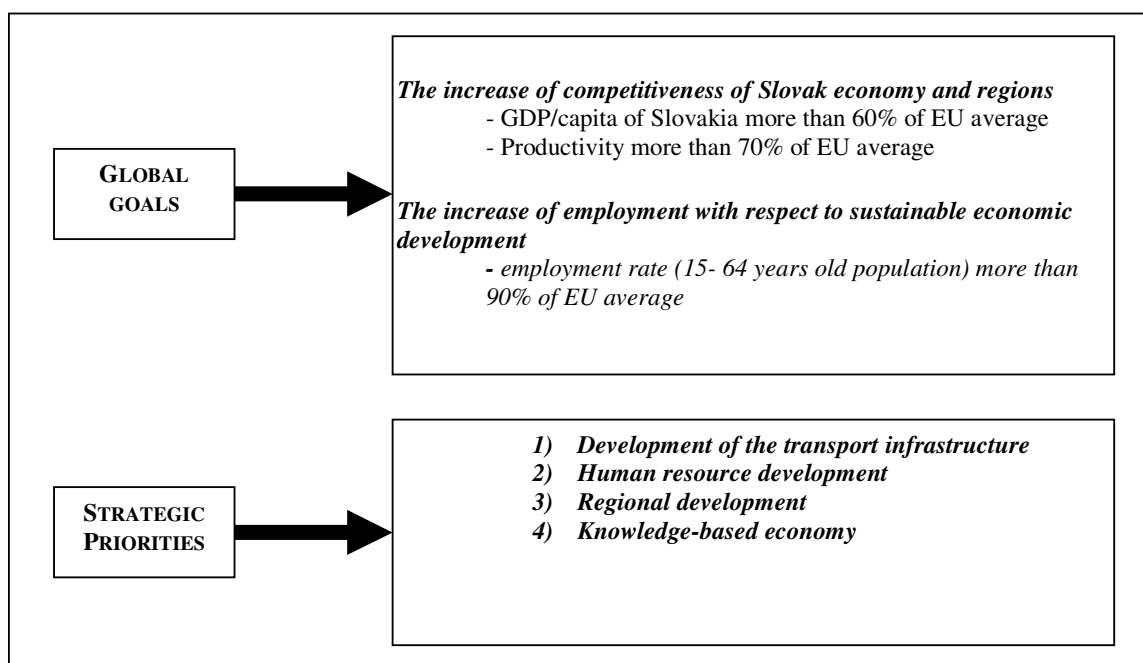 GLOBAL
GOALS
The increase of competitiveness of Slovak economy and regions
- GDP/capita of Slovakia more than 60% of EU average
- Productivity more than 70% of EU average
The increase of employment with respect to sustainable economic
development
- employment rate (15- 64 years old population) more than
90% of EU average
STRATEGIC
PRIORITIES
1) Development of the transport infrastructure
2) Human resource development
3) Regional development
4) Knowledge-based economy